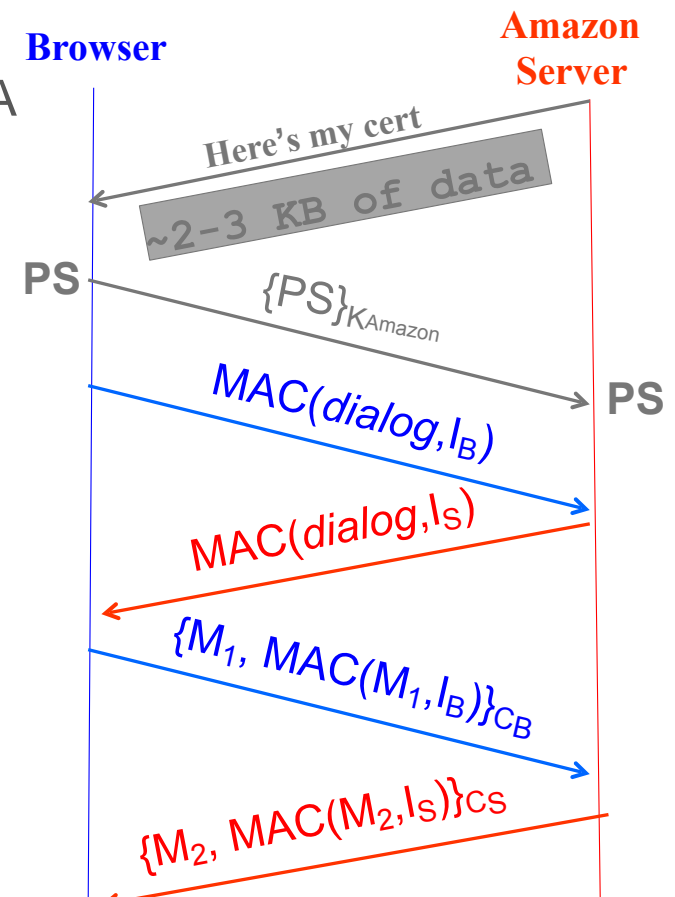 Browser
Amazon
Server
A
Here's my cert
~2-3 KB of data
PS
{PS}KAmazon
PS
MAC(dialog,IB)
MAC(dialog,IS)
{M1, MAC(M1,IB)}CB
{M2, MAC(M2,IS)}CS